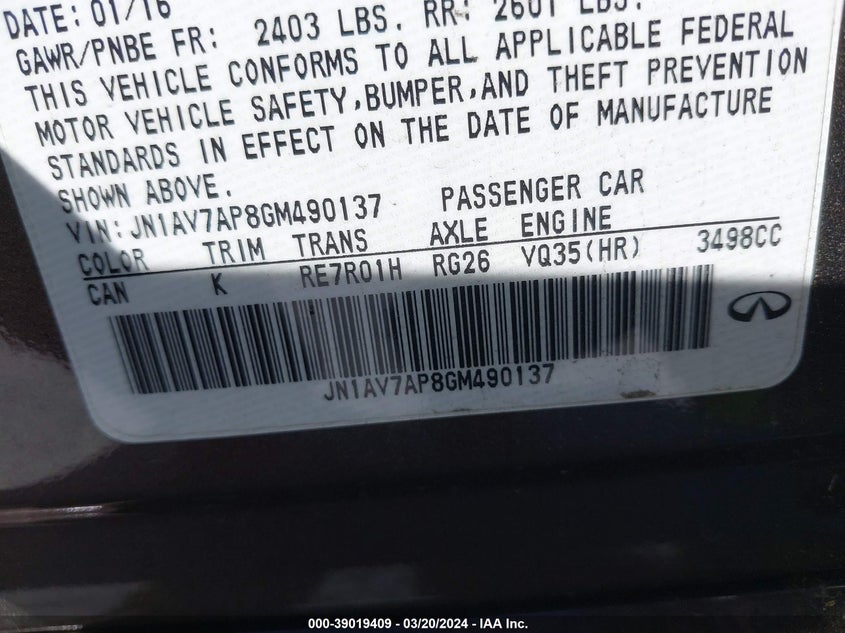 DATE: 01/16
GAWR/PNBE FR: 2403 LBS. RR: 2601 LBS.
THIS VEHICLE CONFORMS TO ALL APPLICABLE FEDERAL
MOTOR VEHICLE SAFETY, BUMPER, AND THEFT PREVENTION
STANDARDS IN EFFECT ON THE DATE OF MANUFACTURE
SHOWN ABOVE.
VIN: JN1AV7AP8GM490137 PASSENGER CAR
COLOR TRIM TRANS AXLE ENGINE
CAN K RE7R01H RG26 VQ35(HR) 3498CC
JN1AV7AP8GM490137
000-39019409 - 03/20/2024 - IAA Inc.